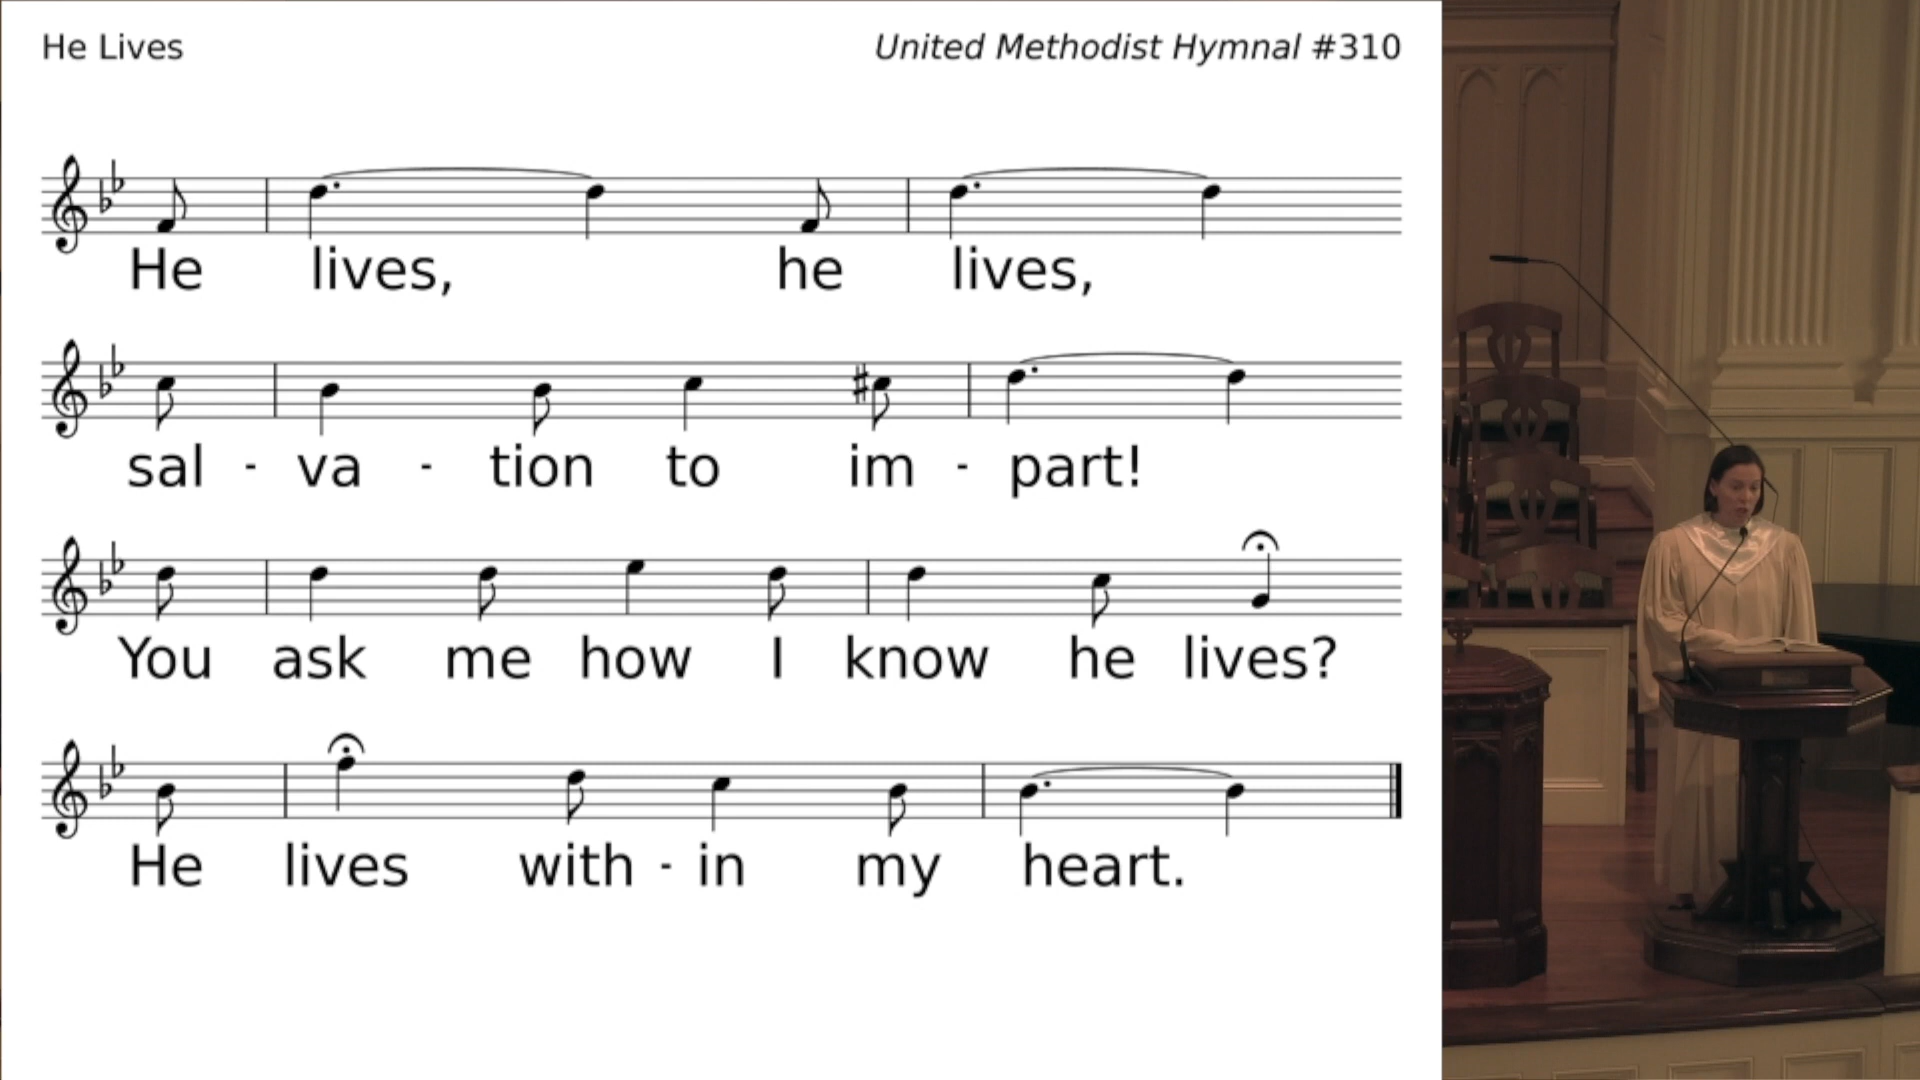 He Lives
United Methodist Hymnal #310
He lives, he lives,
sal - va - tion to im - part!
You ask me how I know he lives?
He lives with - in my heart.